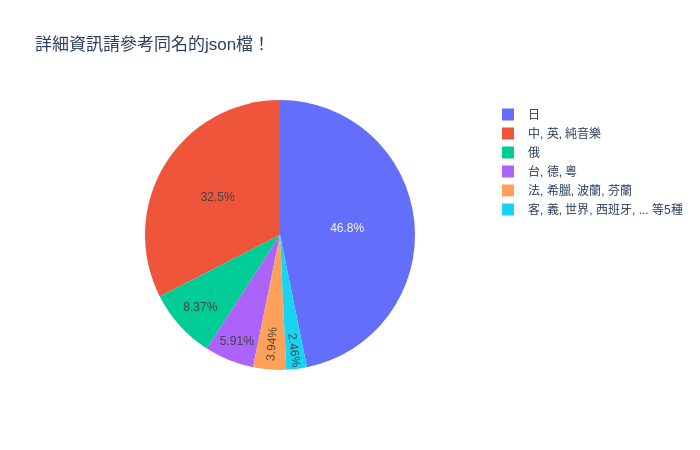 詳細資訊請參考同名的json檔！
日
中, 英, 純音樂
俄
台, 德, 粵
法, 希臘, 波蘭, 芬蘭
客, 義, 世界, 西班牙, ... 等5種
46.8%
32.5%
8.37%
5.91%
3.94%
2.46%